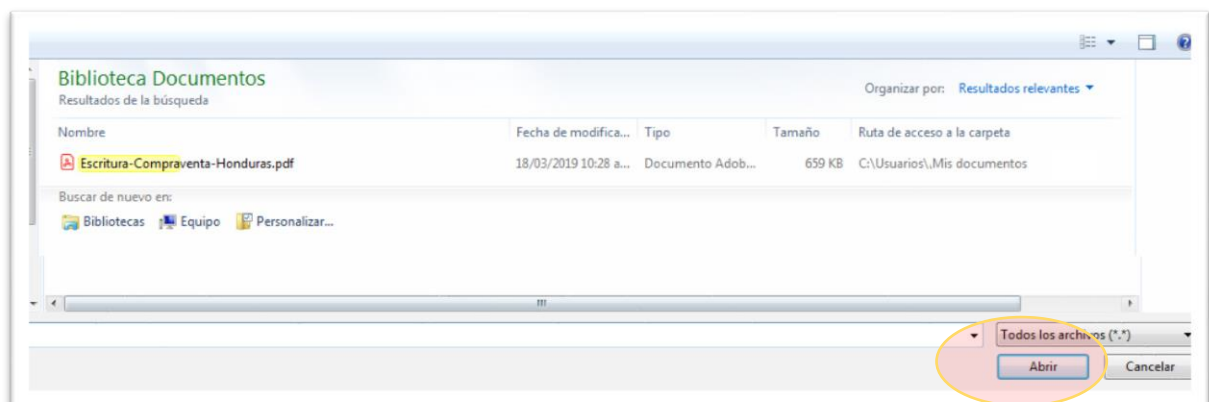 Biblioteca Documentos
Resultados de la búsqueda
Organizar por: Resultados relevantes
Nombre Fecha de modifica... Tipo Tamaño Ruta de acceso a la carpeta
Escritura-Compraventa-Honduras.pdf 18/03/2019 10:28 a... Documento Adob... 659 KB C:\Usuarios\,Mis documentos
Buscar de nuevo en:
Bibliotecas Equipo Personalizar...
Todos los archivos (*.*)
Abrir Cancelar